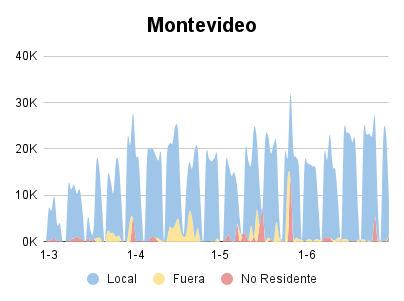 Montevideo
40K
30K
20K
10K
0K
1-3 1-4 1-5 1-6
Local Fuera No Residente